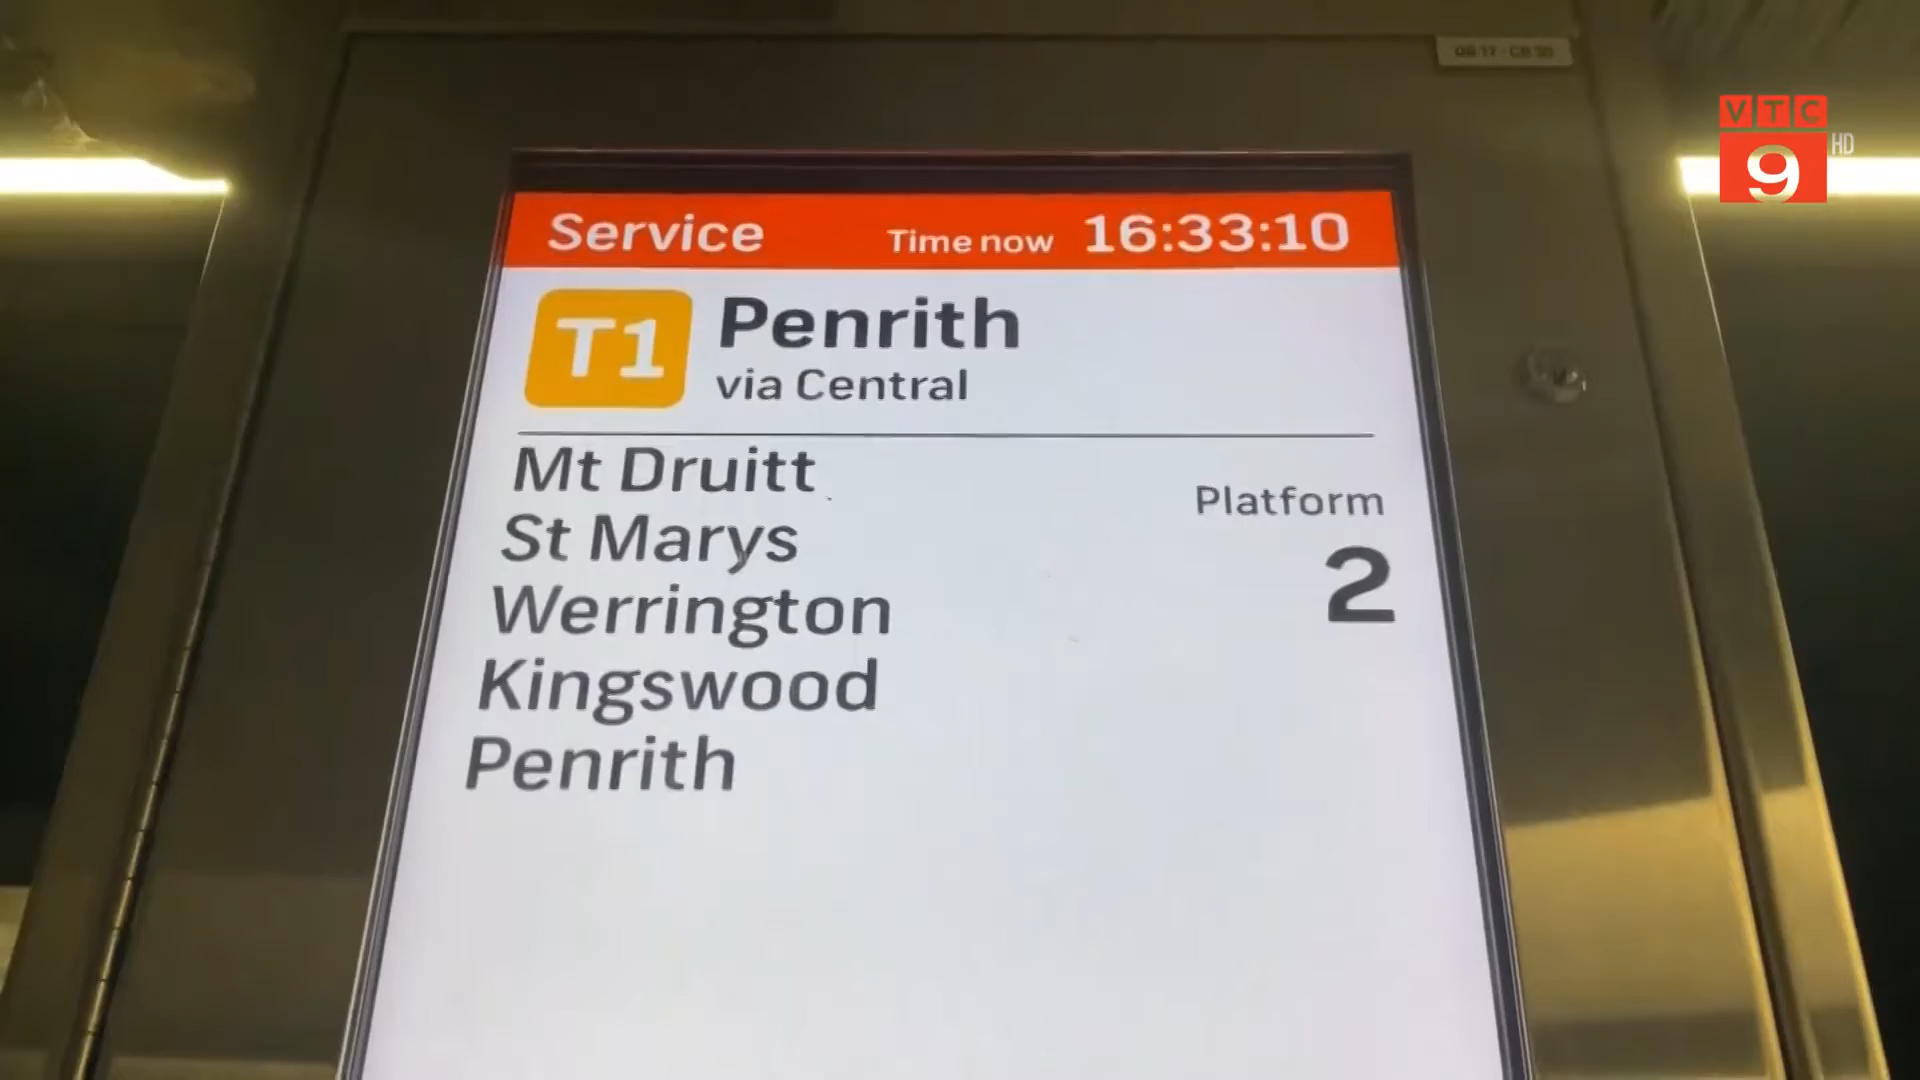 VTC
9 HD
Service Time now 16:33:10
T1 Penrith
via Central
Mt Druitt
St Marys
Werrington
Kingswood
Penrith
Platform
2